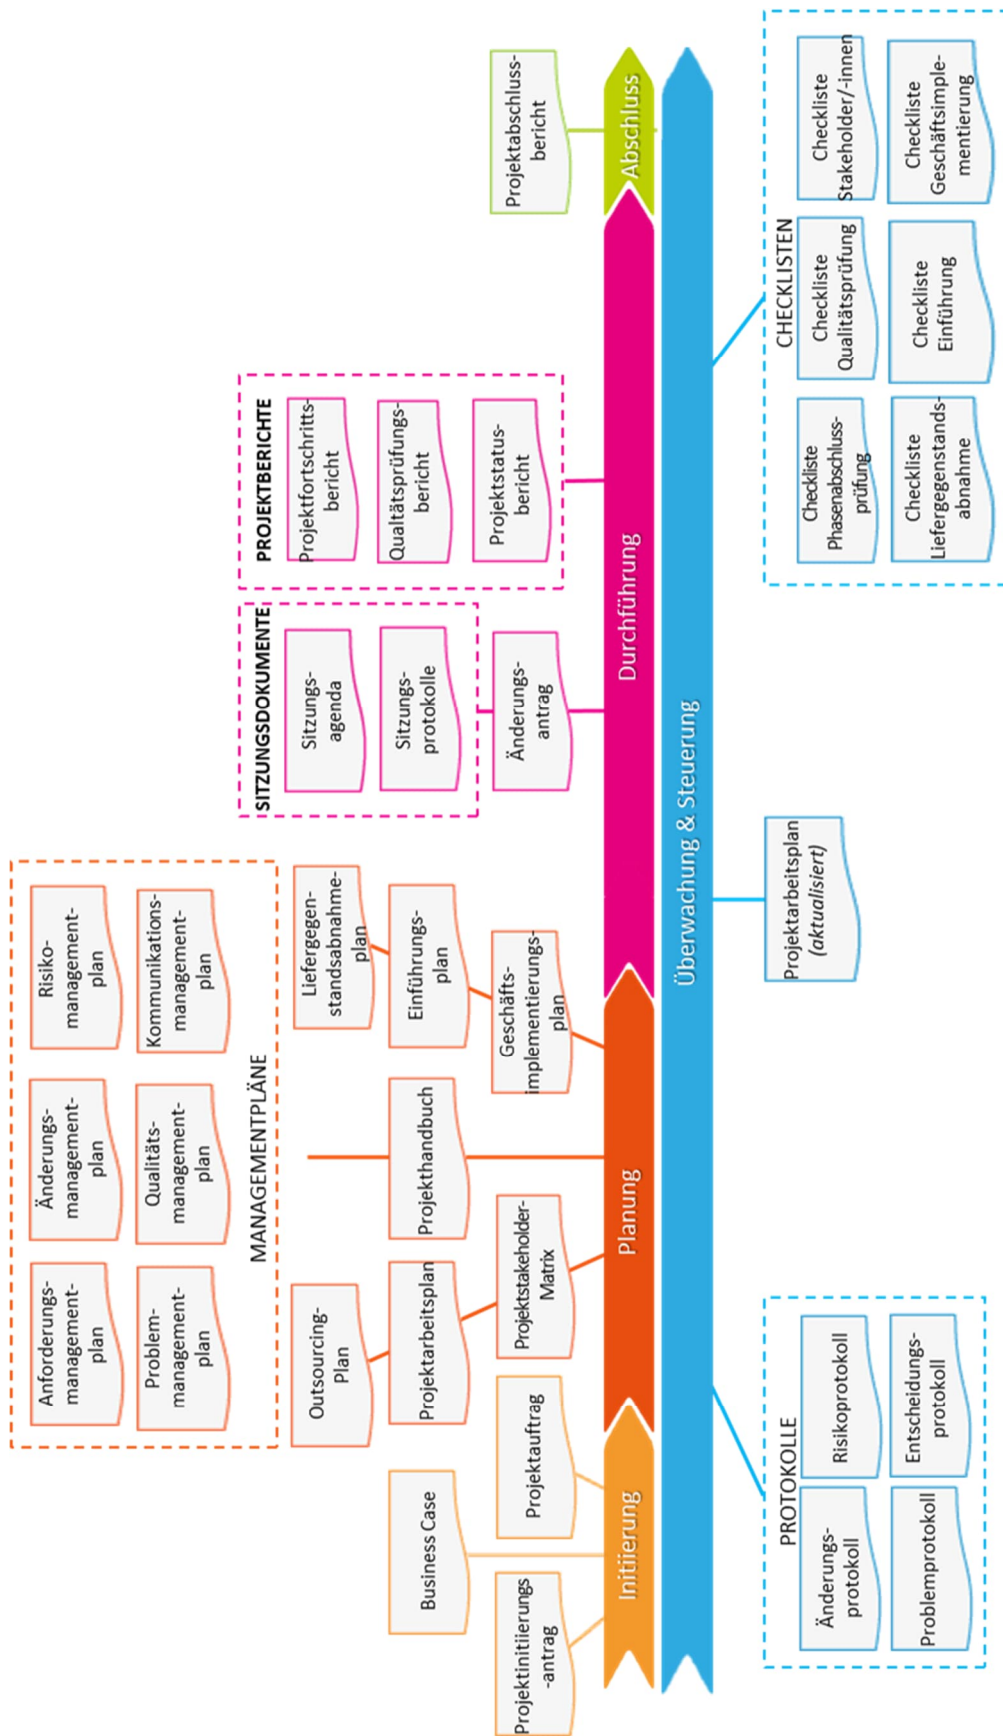 Anforderungs-
management-
plan
Änderungs-
management-
plan
Risiko-
management-
plan
Problem-
management-
plan
Qualitäts-
management-
plan
Kommunikations-
management-
plan
MANAGEMENTPLÄNE
SITZUNGSDOKUMENTE
Sitzungs-
agenda
Sitzungs-
protokolle
Änderungs-
antrag
PROJEKTBERICHTE
Projektfortschritts-
bericht
Qualtätsprüfungs-
bericht
Projektstatus-
bericht
Projektabschluss-
bericht
Outsourcing-
Plan
Projektarbeitsplan
Projektstakeholder-
Matrix
Projekthandbuch
Liefergegen-
standsabnahme-
plan
Einführungs-
plan
Geschäfts-
implementierungs-
plan
Business Case
Projektinitiierungs
-antrag
Projektauftrag
Initiierung
Planung
Durchführung
Abschluss
Überwachung & Steuerung
PROTOKOLLE
Änderungs-
protokoll
Risikoprotokoll
Problemprotokoll
Entscheidungs-
protokoll
Projektarbeitsplan
(aktualisiert)
CHECKLISTEN
Checkliste
Phasenabschluss-
prüfung
Checkliste
Qualitätsprüfung
Checkliste
Stakeholder/-innen
Checkliste
Liefergegenstands-
abnahme
Checkliste
Einführung
Checkliste
Geschäftsimple-
mentierung